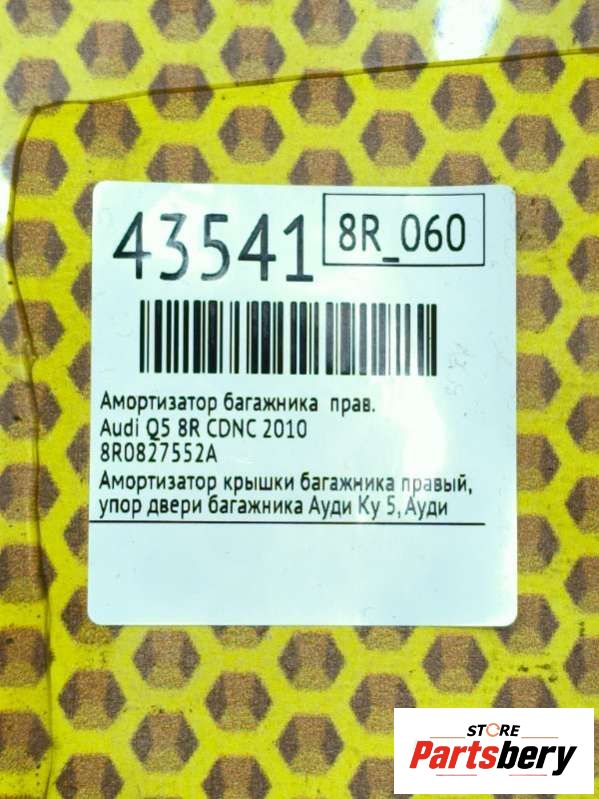 43541
8R_060
Амортизатор багажника прав.
Audi Q5 8R CDNC 2010
8R0827552A
Амортизатор крышки багажника правый,
упор двери багажника Ауди Ку 5, Ауди
STORE
Partsbery